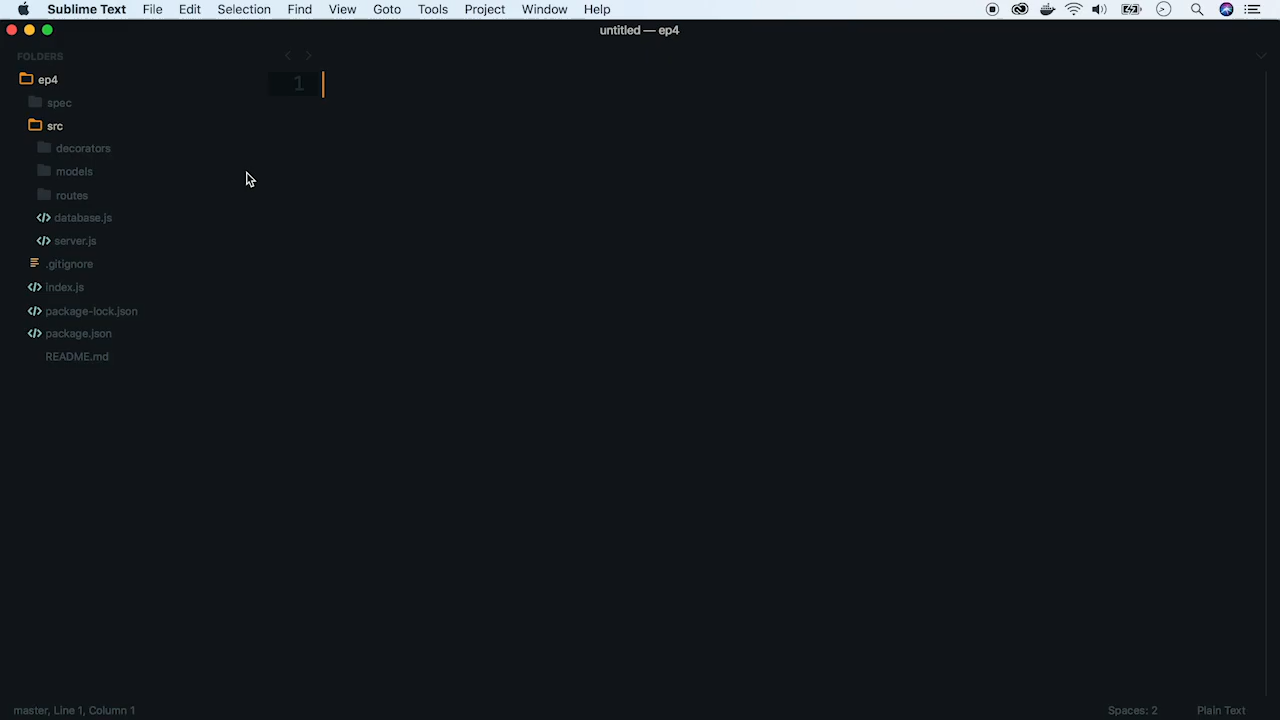 Sublime Text File Edit Selection Find View Goto Tools Project Window Help
untitled — ep4
FOLDERS
ep4
spec
src
decorators
models
routes
database.js
server.js
.gitignore
index.js
package-lock.json
package.json
README.md
1
master, Line 1, Column 1
Spaces: 2
Plain Text